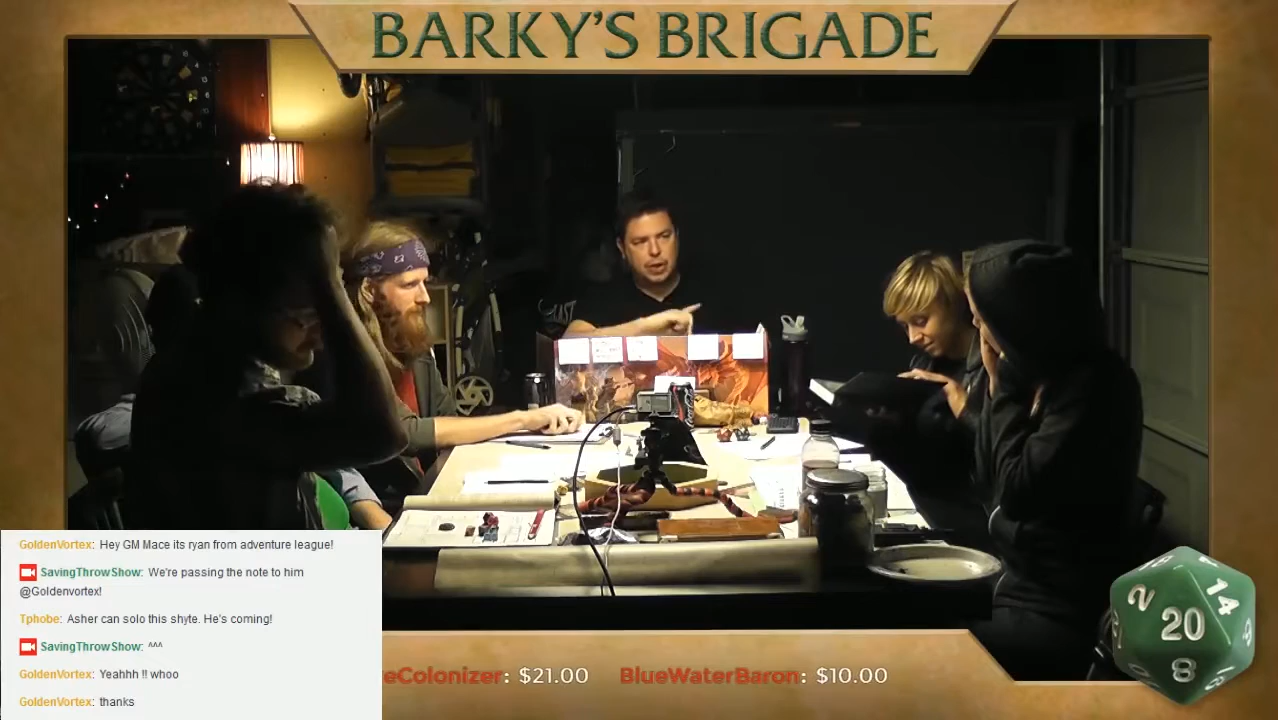 BARKY'S BRIGADE
GoldenVortex: Hey GM Mace its ryan from adventure league!
SavingThrowShow: We're passing the note to him
@Goldenvortex!
Tphobe: Asher can solo this shyte. He's coming!
SavingThrowShow: ^^^
GoldenVortex: Yeahhh !! whoo
GoldenVortex: thanks
eColonizer: $21.00 BlueWaterBaron: $10.00
2
14
20
8